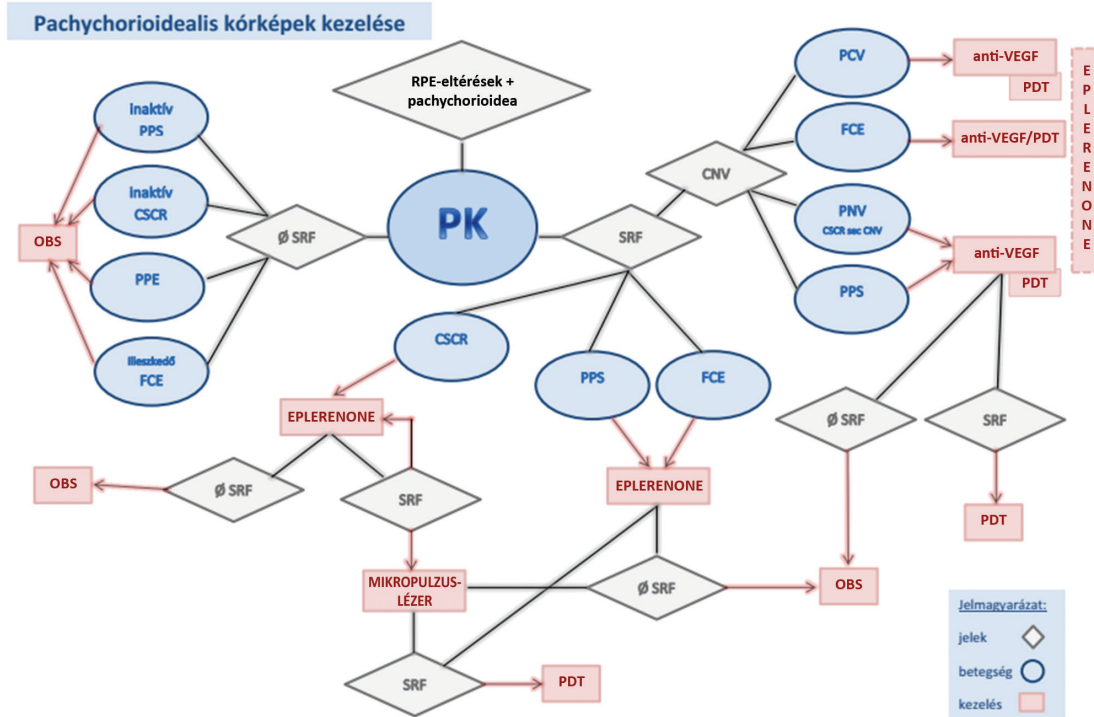 Pachychorioidealis kórképek kezelése
RPE-eltérések +
pachychorioidea
PK
Ø SRF
inaktív
PPS
inaktív
CSCR
PPE
illeszkedő
FCE
OBS
SRF
CNV
PCV
anti-VEGF
PDT
FCE
anti-VEGF/PDT
PNV
CSCR sec CNV
PPS
anti-VEGF
PDT
EPLERENONE
Ø SRF
SRF
OBS
PDT
CSCR
EPLERENONE
Ø SRF
OBS
SRF
PPS
FCE
EPLERENONE
MIKROPULZUS-
LÉZER
Ø SRF
SRF
PDT
Jelmagyarázat:
jelek
betegség
kezelés